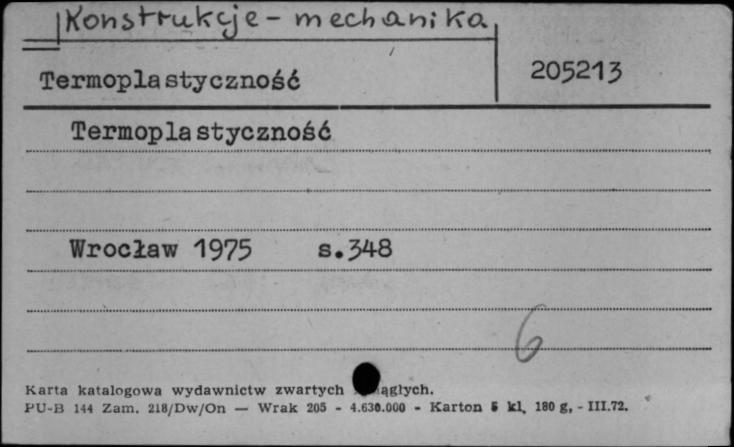 Konstrukcje - mechanika
Termoplastyczność 205213
Termoplastyczność
Wrocław 1975 s.348
6
Karta katalogowa wydawnictw zwartych ągłych.
PU-B 144 Zam. 218/Dw/On — Wrak 205 - 4.630.000 - Karton 5 kl, 180 g, - III.72.